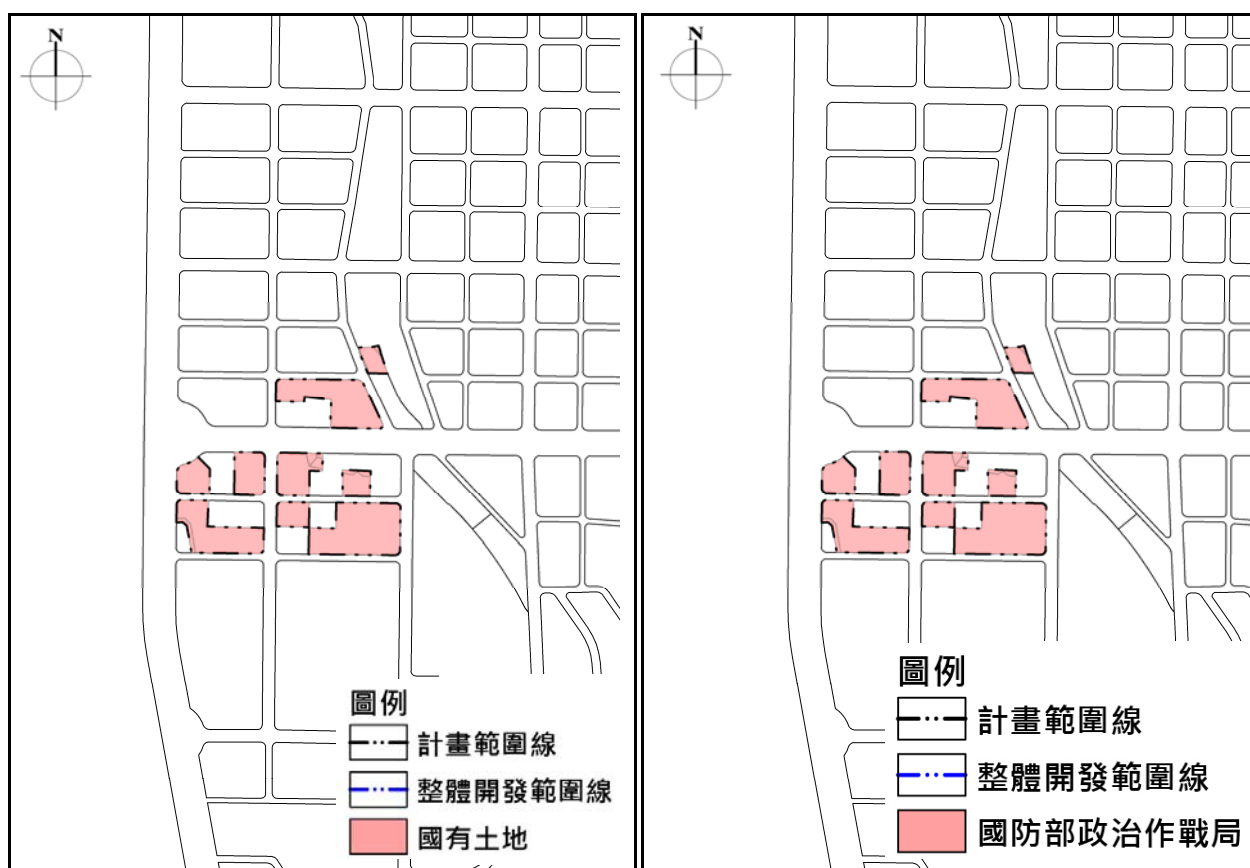 N
圖例
計畫範圍線
整體開發範圍線
國有土地
N
圖例
計畫範圍線
整體開發範圍線
國防部政治作戰局